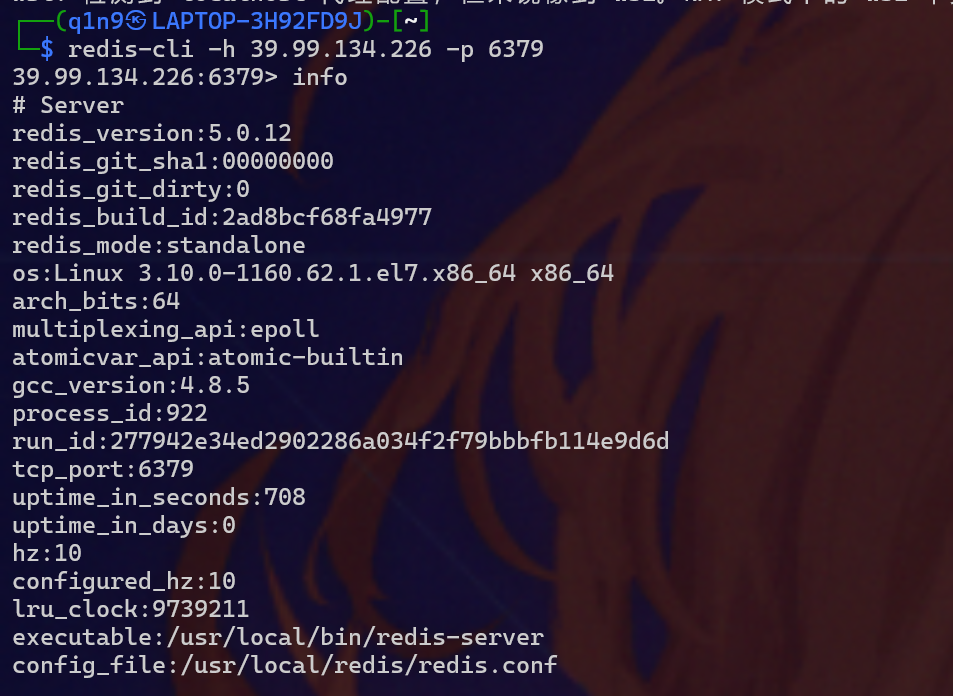 ┌──(q1n9㉿LAPTOP-3H92FD9J)-[~]
└─$ redis-cli -h 39.99.134.226 -p 6379
39.99.134.226:6379> info
# Server
redis_version:5.0.12
redis_git_sha1:00000000
redis_git_dirty:0
redis_build_id:2ad8bcf68fa4977
redis_mode:standalone
os:Linux 3.10.0-1160.62.1.el7.x86_64 x86_64
arch_bits:64
multiplexing_api:epoll
atomicvar_api:atomic-builtin
gcc_version:4.8.5
process_id:922
run_id:277942e34ed2902286a034f2f79bbbfb114e9d6d
tcp_port:6379
uptime_in_seconds:708
uptime_in_days:0
hz:10
configured_hz:10
lru_clock:9739211
executable:/usr/local/bin/redis-server
config_file:/usr/local/redis/redis.conf